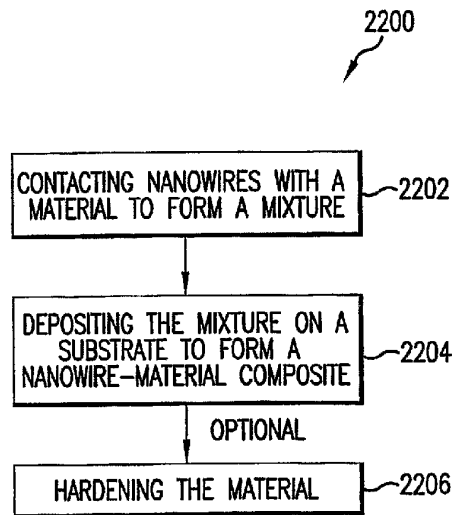 2200
CONTACTING NANOWIRES WITH A
MATERIAL TO FORM A MIXTURE
2202
DEPOSITING THE MIXTURE ON A
SUBSTRATE TO FORM A
NANOWIRE-MATERIAL COMPOSITE
2204
OPTIONAL
HARDENING THE MATERIAL
2206